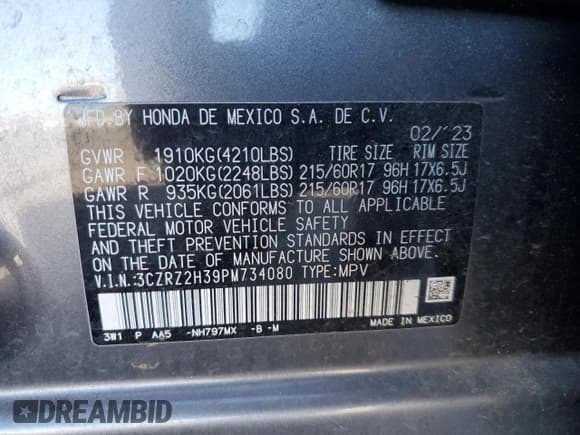 MFD. BY HONDA DE MEXICO S.A. DE C.V.
02/'23
GVWR 1910KG(4210LBS) TIRE SIZE RIM SIZE
GAWR F 1020KG(2248LBS) 215/60R17 96H 17X6.5J
GAWR R 935KG(2061LBS) 215/60R17 96H 17X6.5J
THIS VEHICLE CONFORMS TO ALL APPLICABLE
FEDERAL MOTOR VEHICLE SAFETY
AND THEFT PREVENTION STANDARDS IN EFFECT
ON THE DATE OF MANUFACTURE SHOWN ABOVE.
V.I.N.:3CZRZ2H39PM734080 TYPE:MPV
3W1 P AA5 -NH797MX -B -M MADE IN MEXICO
DREAMBID